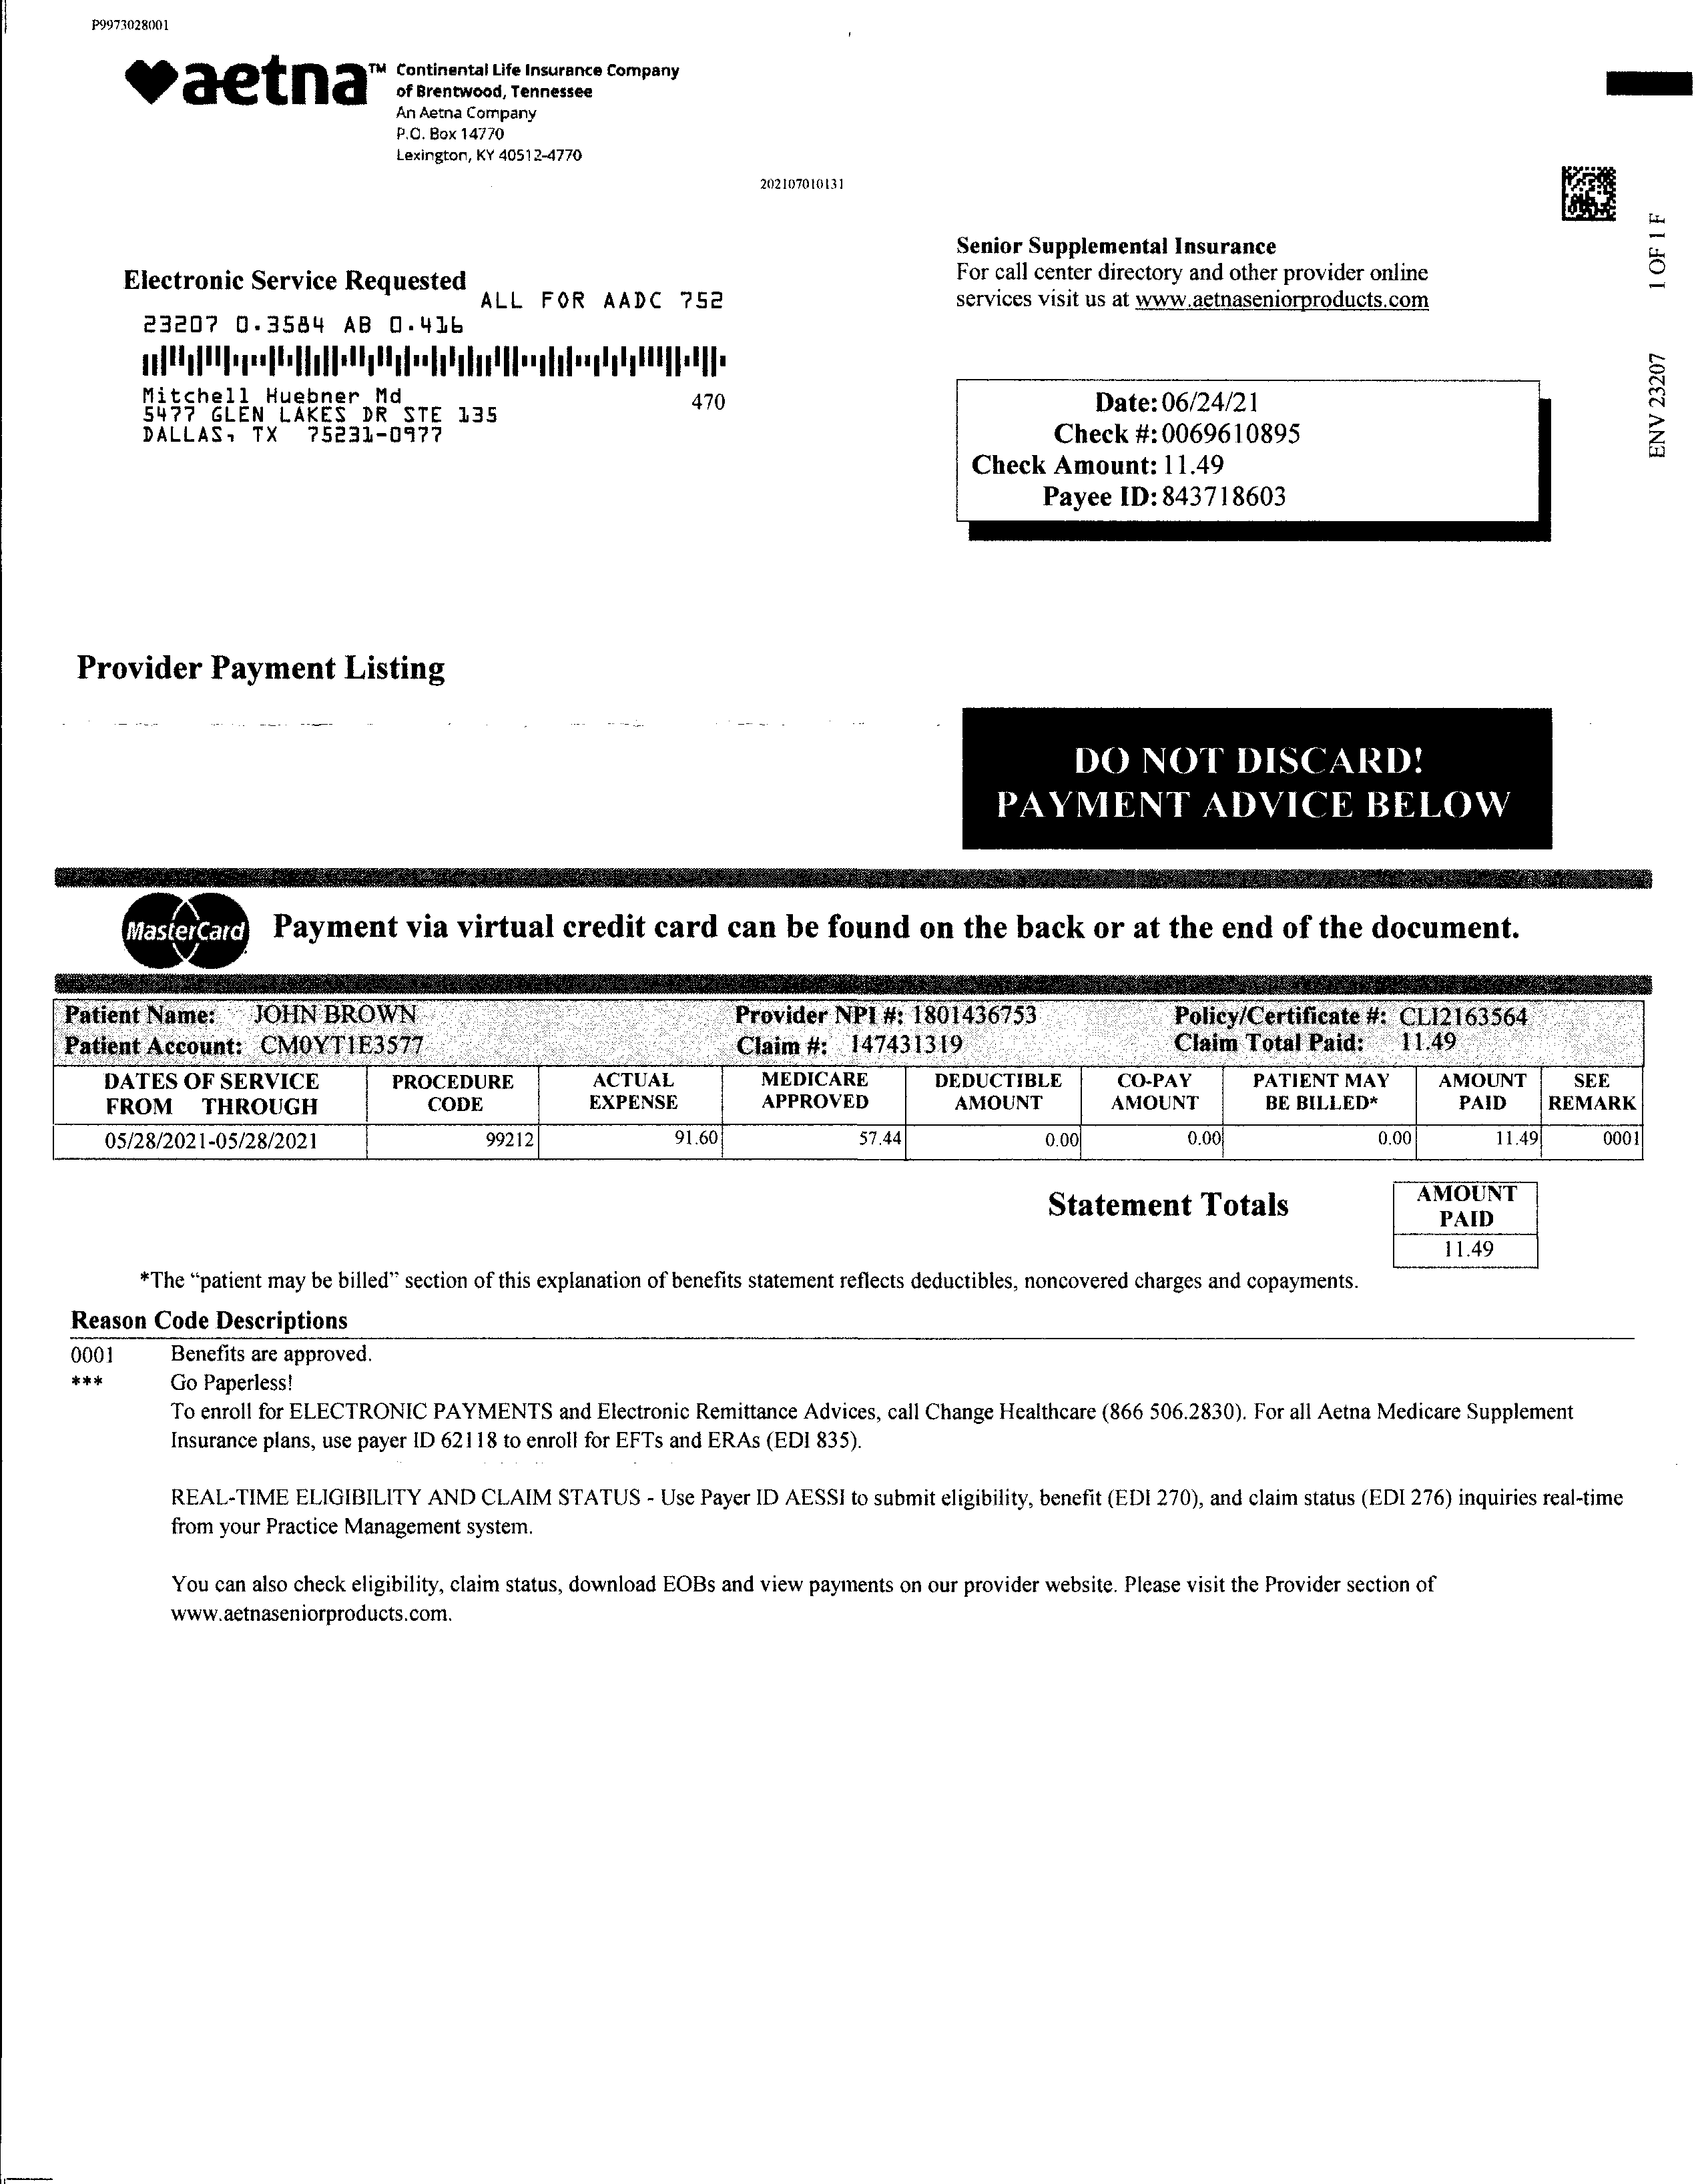 P9973028001
aetna™ Continental Life Insurance Company
of Brentwood, Tennessee
An Aetna Company
P.O. Box 14770
Lexington, KY 40512-4770
202107010131
1 OF 1 F
ENV 23207
Senior Supplemental Insurance
For call center directory and other provider online
services visit us at www.aetnaseniorproducts.com
Electronic Service Requested
ALL FOR AADC 752
23207 0.3584 AB 0.416
Mitchell Huebner Md 470
5477 GLEN LAKES DR STE 135
DALLAS, TX 75231-0977
Date: 06/24/21
Check #: 0069610895
Check Amount: 11.49
Payee ID: 843718603
Provider Payment Listing
DO NOT DISCARD!
PAYMENT ADVICE BELOW
MasterCard Payment via virtual credit card can be found on the back or at the end of the document.
Patient Name: JOHN BROWN Provider NPI #: 1801436753 Policy/Certificate #: CLI2163564
Patient Account: CM0YT1E3577 Claim #: 147431319 Claim Total Paid: 11.49
DATES OF SERVICE PROCEDURE ACTUAL MEDICARE DEDUCTIBLE CO-PAY PATIENT MAY AMOUNT SEE
FROM THROUGH CODE EXPENSE APPROVED AMOUNT AMOUNT BE BILLED* PAID REMARK
05/28/2021-05/28/2021 99212 91.60 57.44 0.00 0.00 0.00 11.49 0001
Statement Totals
AMOUNT
PAID
11.49
*The “patient may be billed” section of this explanation of benefits statement reflects deductibles, noncovered charges and copayments.
Reason Code Descriptions
0001 Benefits are approved.
*** Go Paperless!
To enroll for ELECTRONIC PAYMENTS and Electronic Remittance Advices, call Change Healthcare (866 506.2830). For all Aetna Medicare Supplement
Insurance plans, use payer ID 62118 to enroll for EFTs and ERAs (EDI 835).
REAL-TIME ELIGIBILITY AND CLAIM STATUS - Use Payer ID AESSI to submit eligibility, benefit (EDI 270), and claim status (EDI 276) inquiries real-time
from your Practice Management system.
You can also check eligibility, claim status, download EOBs and view payments on our provider website. Please visit the Provider section of
www.aetnaseniorproducts.com.